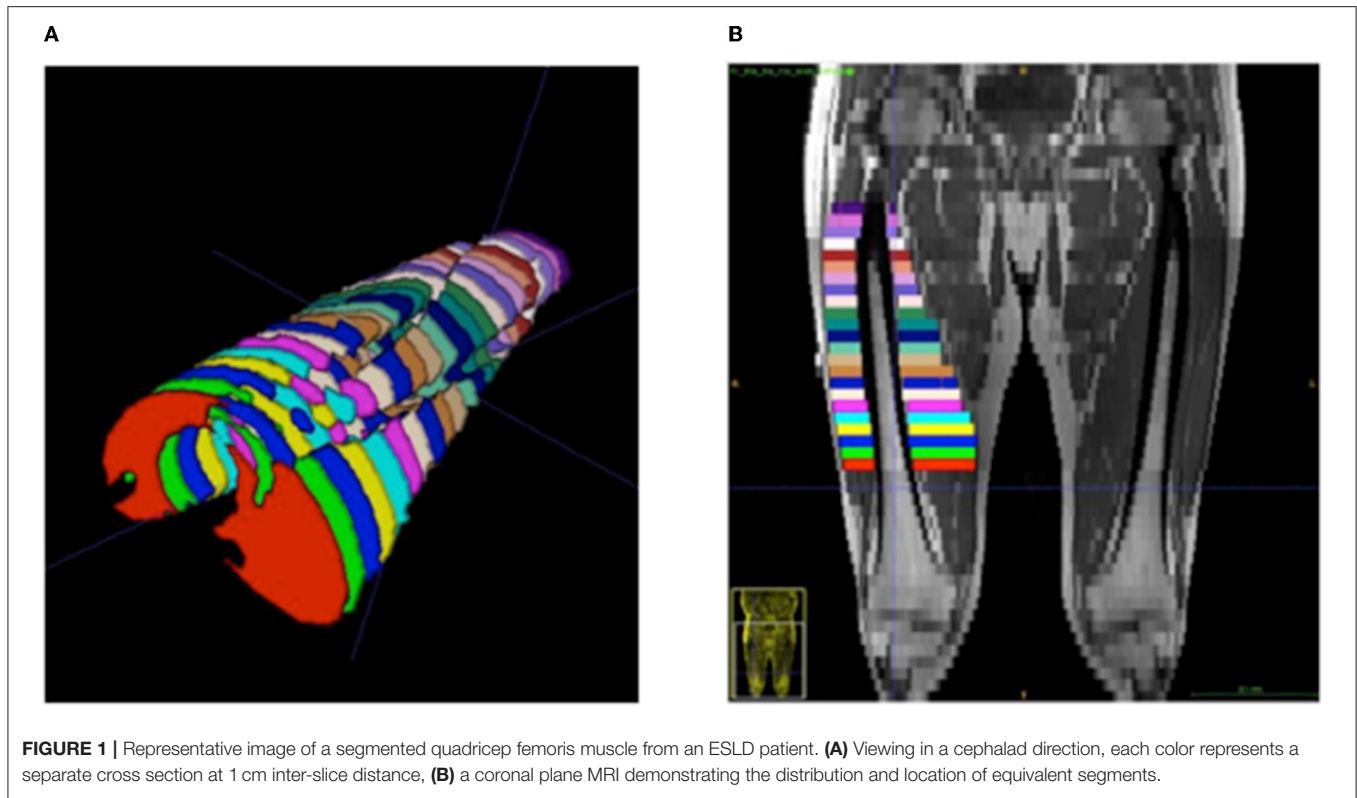 A
B
FIGURE 1 | Representative image of a segmented quadricep femoris muscle from an ESLD patient. (A) Viewing in a cephalad direction, each color represents a
separate cross section at 1 cm inter-slice distance, (B) a coronal plane MRI demonstrating the distribution and location of equivalent segments.